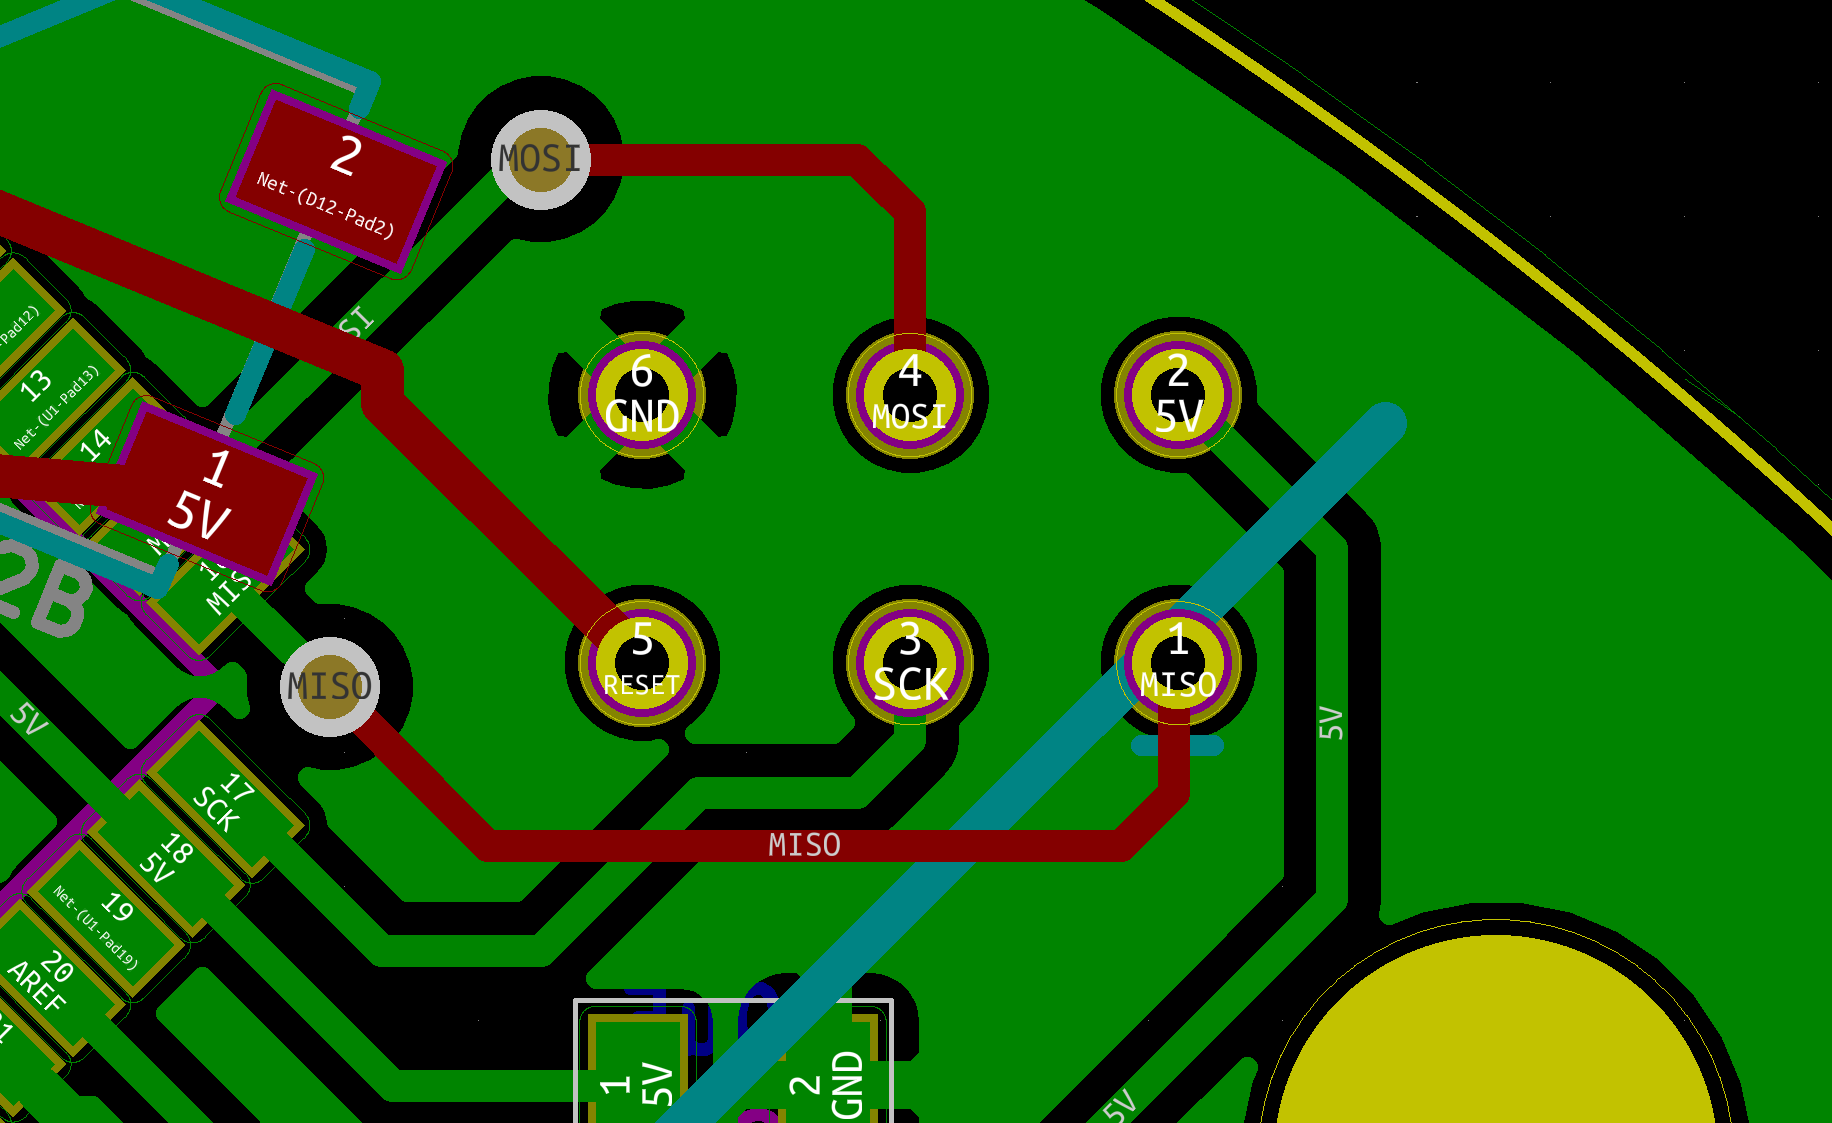 2
Net-(D12-Pad2)
MOSI
SI
6
GND
4
MOSI
2
5V
-Pad12)
13
Net-(U1-Pad13)
14
1
5V
MIS
2B
MISO
5
RESET
3
SCK
1
MISO
5V
5V
17
SCK
18
5V
MISO
19
Net-(U1-Pad19)
20
AREF
1
5V
2
GND
5V